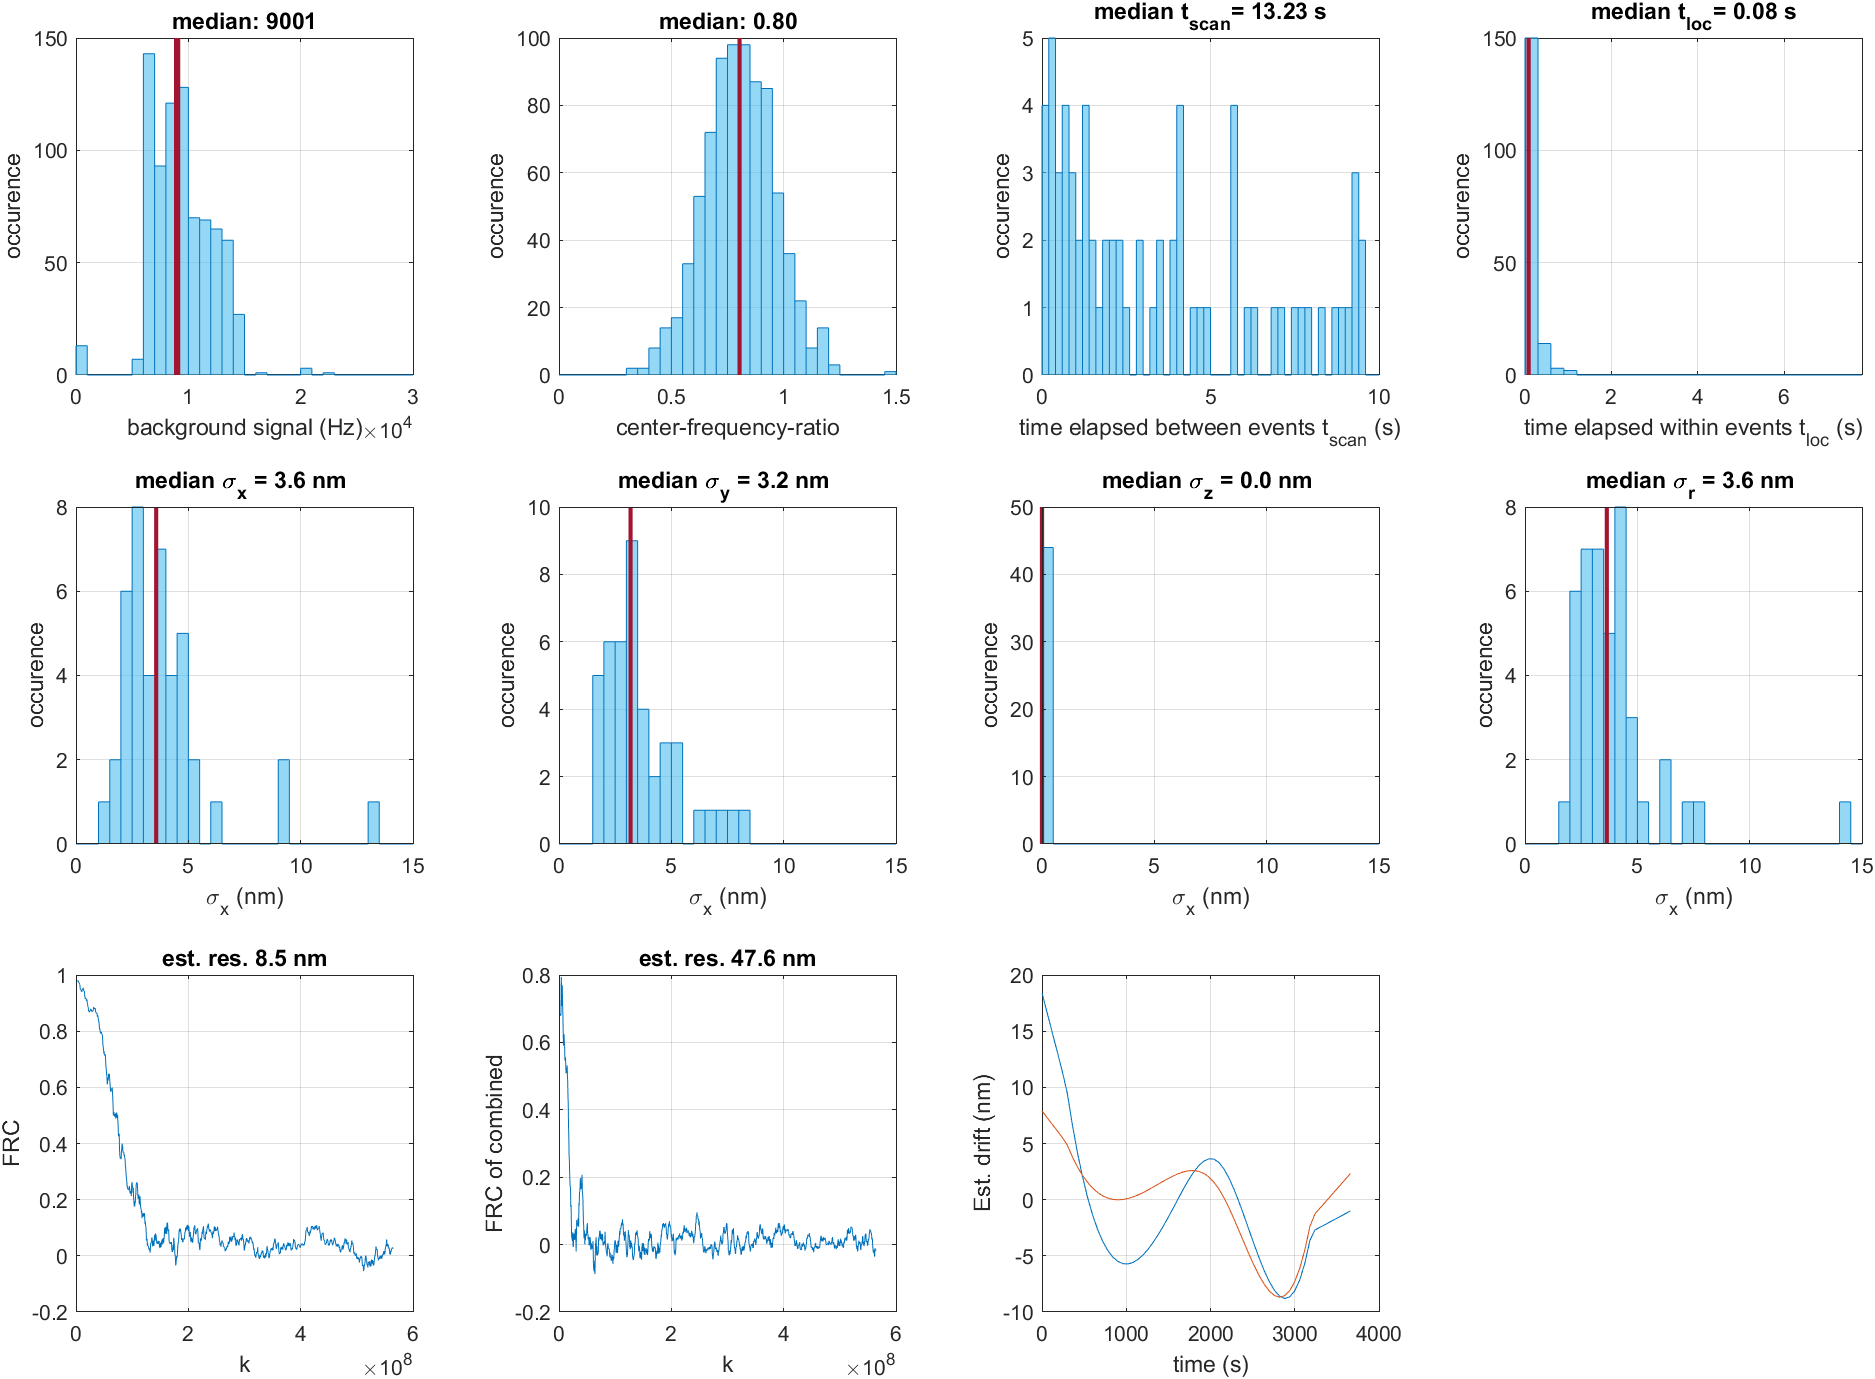 median: 9001
150
100
50
0
occurence
0 1 2 3
background signal (Hz) ×10^4
median: 0.80
100
80
60
40
20
0
occurence
0 0.5 1 1.5
center-frequency-ratio
median t_scan= 13.23 s
5
4
3
2
1
0
occurence
0 5 10
time elapsed between events t_scan (s)
median t_loc= 0.08 s
150
100
50
0
occurence
0 2 4 6
time elapsed within events t_loc (s)
median σ_x = 3.6 nm
8
6
4
2
0
occurence
0 5 10 15
σ_x (nm)
median σ_y = 3.2 nm
10
8
6
4
2
0
occurence
0 5 10 15
σ_x (nm)
median σ_z = 0.0 nm
50
40
30
20
10
0
occurence
0 5 10 15
σ_x (nm)
median σ_r = 3.6 nm
8
6
4
2
0
occurence
0 5 10 15
σ_x (nm)
est. res. 8.5 nm
1
0.8
0.6
0.4
0.2
0
-0.2
FRC
0 2 4 6
k ×10^8
est. res. 47.6 nm
0.8
0.6
0.4
0.2
0
-0.2
FRC of combined
0 2 4 6
k ×10^8
20
15
10
5
0
-5
-10
Est. drift (nm)
0 1000 2000 3000 4000
time (s)